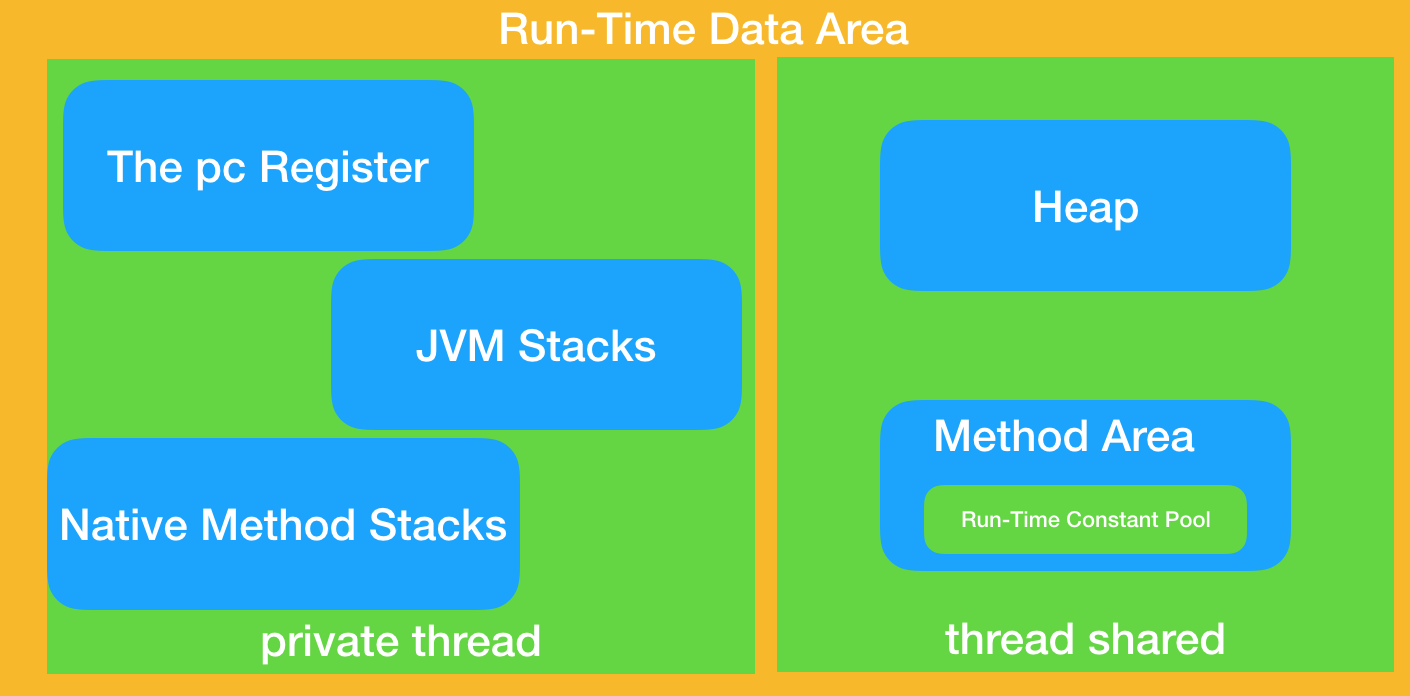 Run-Time Data Area
The pc Register
JVM Stacks
Native Method Stacks
private thread
Heap
Method Area
Run-Time Constant Pool
thread shared